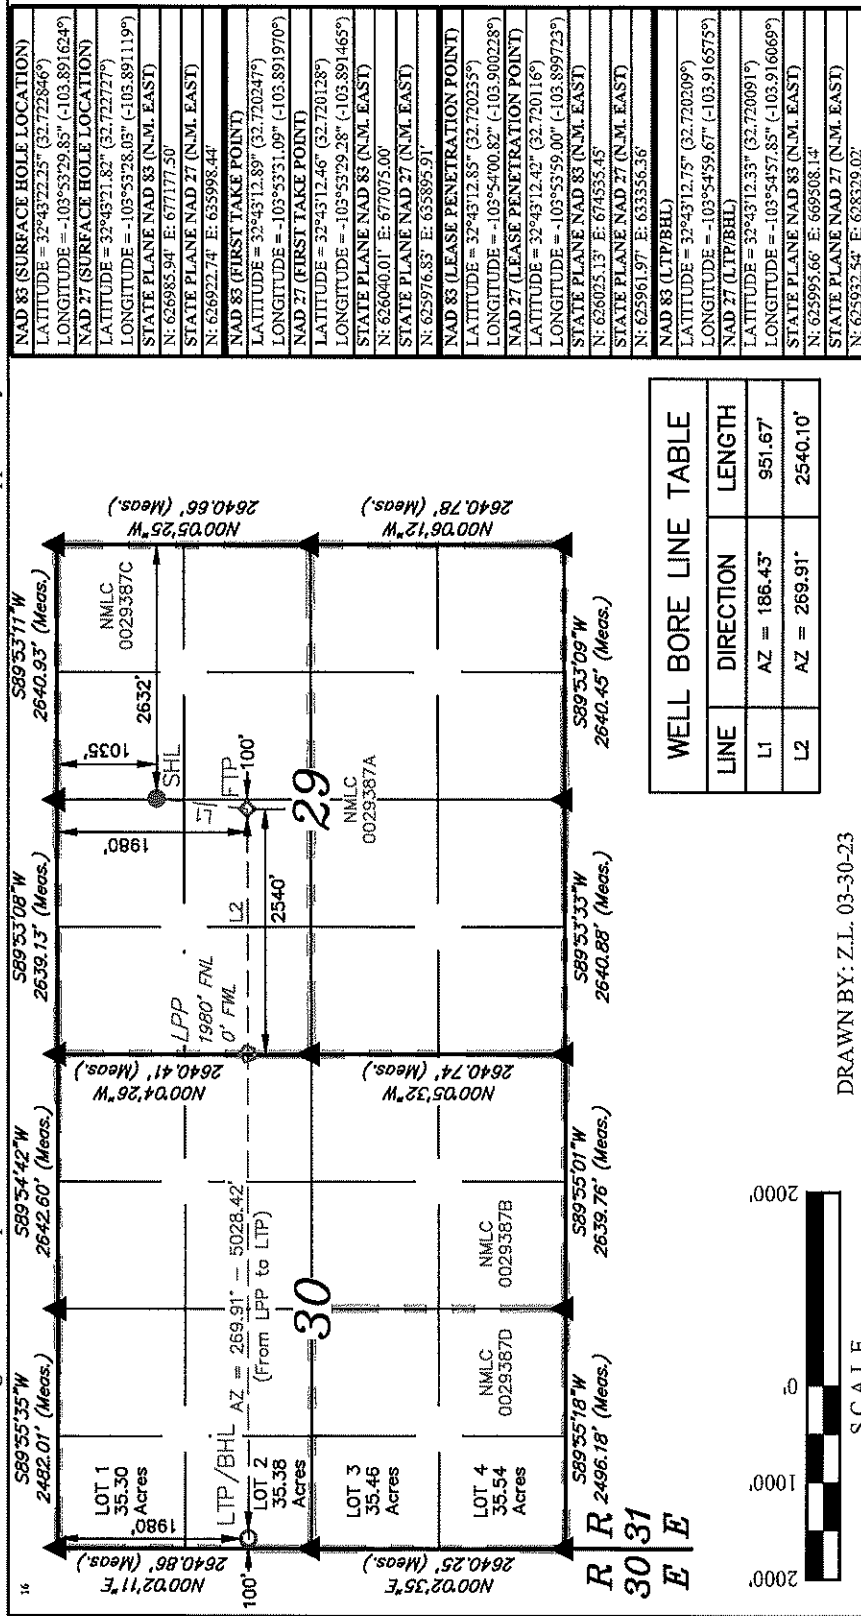 16
S89°55'35"W
2482.01' (Meas.)
S89°54'42"W
2642.60' (Meas.)
S89°53'08"W
2639.13' (Meas.)
S89°53'11"W
2640.93' (Meas.)
N00°02'11"E
2640.86' (Meas.)
1980'
LOT 1
35.30
Acres
100'
LTP/BHL
AZ = 269.91° - 5028.42'
(From LPP to LTP)
LOT 2
35.38
Acres
30
N00°04'26"W
2640.41' (Meas.)
LPP
1980' FNL
0' FWL
L2
2540'
1980'
1035'
2632'
SHL
L1
FTP
100'
29
NMLC
0029387C
NMLC
0029387A
N00°05'25"W
2640.66' (Meas.)
N00°02'35"E
2640.25' (Meas.)
LOT 3
35.46
Acres
LOT 4
35.54
Acres
NMLC
0029387D
NMLC
0029387B
N00°05'32"W
2640.74' (Meas.)
N00°06'12"W
2640.78' (Meas.)
R R
30 31
E E
S89°55'18"W
2496.18' (Meas.)
S89°55'01"W
2639.76' (Meas.)
S89°53'33"W
2640.88' (Meas.)
S89°53'09"W
2640.45' (Meas.)
2000'
1000'
0'
2000'
SCALE
DRAWN BY: Z.L. 03-30-23
WELL BORE LINE TABLE
LINE DIRECTION LENGTH
L1 AZ = 186.43° 951.67'
L2 AZ = 269.91° 2540.10'
NAD 83 (SURFACE HOLE LOCATION)
LATITUDE = 32°43'22.25" (32.722846°)
LONGITUDE = -103°53'29.85" (-103.891624°)
NAD 27 (SURFACE HOLE LOCATION)
LATITUDE = 32°43'21.82" (32.722727°)
LONGITUDE = -103°53'28.03" (-103.891119°)
STATE PLANE NAD 83 (N.M. EAST)
N: 626985.94' E: 677177.50'
STATE PLANE NAD 27 (N.M. EAST)
N: 626922.74' E: 635998.44'
NAD 83 (FIRST TAKE POINT)
LATITUDE = 32°43'12.89" (32.720247°)
LONGITUDE = -103°53'31.09" (-103.891970°)
NAD 27 (FIRST TAKE POINT)
LATITUDE = 32°43'12.46" (32.720128°)
LONGITUDE = -103°53'29.28" (-103.891465°)
STATE PLANE NAD 83 (N.M. EAST)
N: 626040.01' E: 677075.00'
STATE PLANE NAD 27 (N.M. EAST)
N: 625976.83' E: 635895.91'
NAD 83 (LEASE PENETRATION POINT)
LATITUDE = 32°43'12.85" (32.720235°)
LONGITUDE = -103°54'00.82" (-103.900228°)
NAD 27 (LEASE PENETRATION POINT)
LATITUDE = 32°43'12.42" (32.720116°)
LONGITUDE = -103°53'59.00" (-103.899723°)
STATE PLANE NAD 83 (N.M. EAST)
N: 626025.13' E: 674535.45'
STATE PLANE NAD 27 (N.M. EAST)
N: 625961.97' E: 633356.36'
NAD 83 (LTP/BHL)
LATITUDE = 32°43'12.75" (32.720209°)
LONGITUDE = -103°54'59.67" (-103.916575°)
NAD 27 (LTP/BHL)
LATITUDE = 32°43'12.33" (32.720091°)
LONGITUDE = -103°54'57.85" (-103.916069°)
STATE PLANE NAD 83 (N.M. EAST)
N: 625995.66' E: 669508.14'
STATE PLANE NAD 27 (N.M. EAST)
N: 625932.54' E: 628329.02'